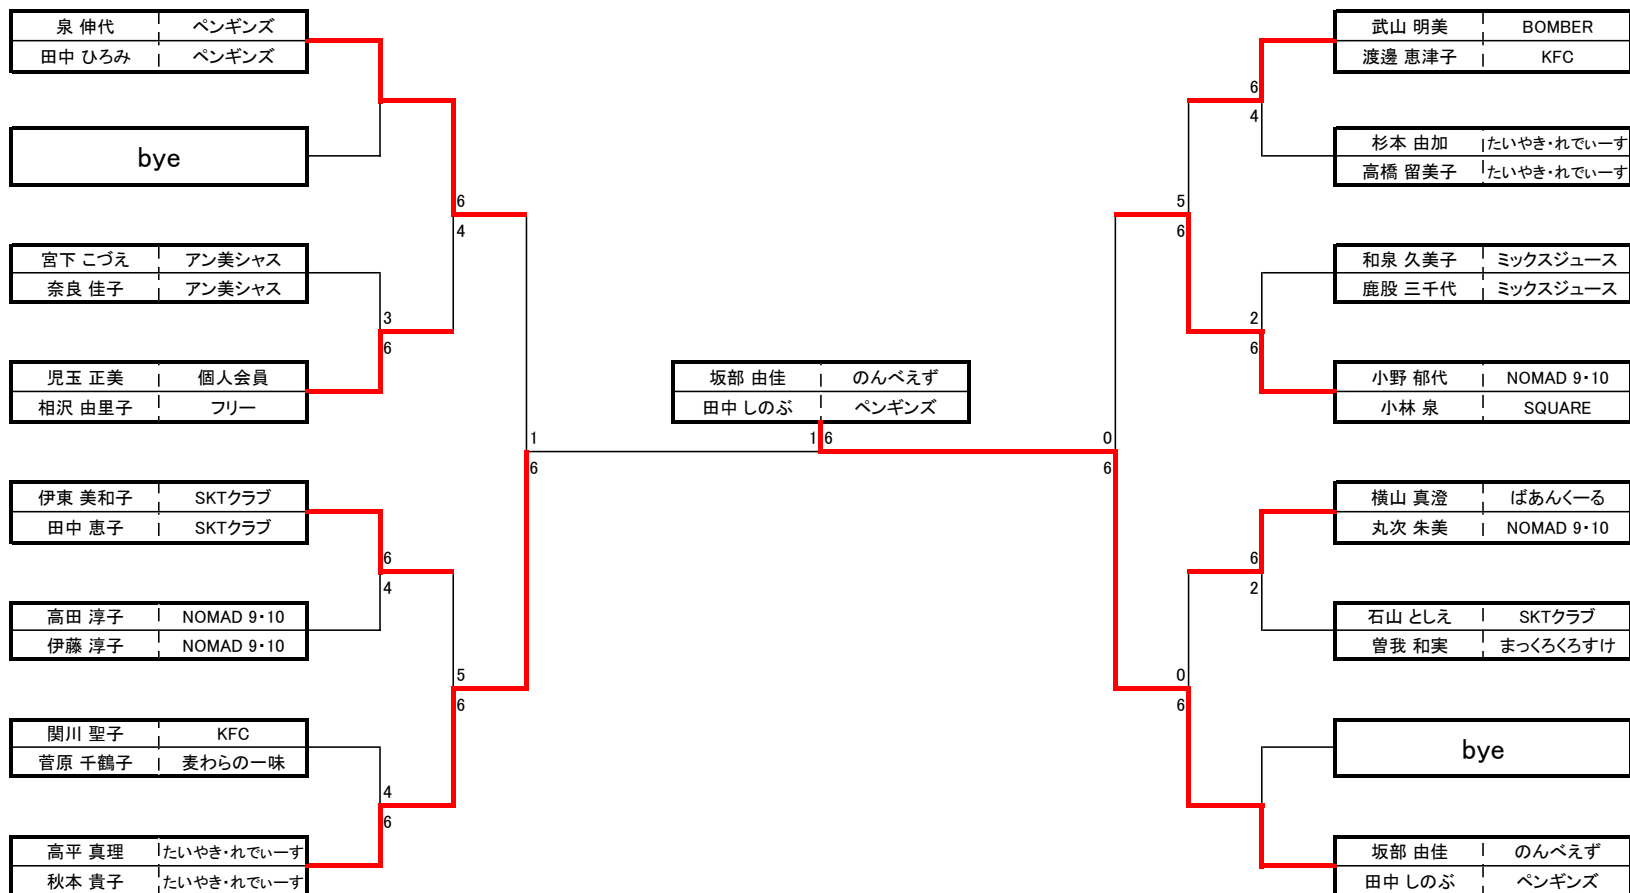 泉 伸代 ペンギンズ
田中 ひろみ ペンギンズ
bye
6
4
宮下 こづえ アン美シャス
奈良 佳子 アン美シャス
3
6
児玉 正美 個人会員
相沢 由里子 フリー
1
6
伊東 美和子 SKTクラブ
田中 恵子 SKTクラブ
6
4
高田 淳子 NOMAD 9・10
伊藤 淳子 NOMAD 9・10
5
6
関川 聖子 KFC
菅原 千鶴子 麦わらの一味
4
6
高平 真理 たいやき・れでぃーす
秋本 貴子 たいやき・れでぃーす
坂部 由佳 のんべえず
田中 しのぶ ペンギンズ
1 6
武山 明美 BOMBER
渡邊 恵津子 KFC
6
4
杉本 由加 たいやき・れでぃーす
高橋 留美子 たいやき・れでぃーす
5
6
和泉 久美子 ミックスジュース
鹿股 三千代 ミックスジュース
2
6
小野 郁代 NOMAD 9・10
小林 泉 SQUARE
0
6
横山 真澄 ばあんくーる
丸次 朱美 NOMAD 9・10
6
2
石山 としえ SKTクラブ
曽我 和実 まっくろくろすけ
0
6
bye
坂部 由佳 のんべえず
田中 しのぶ ペンギンズ